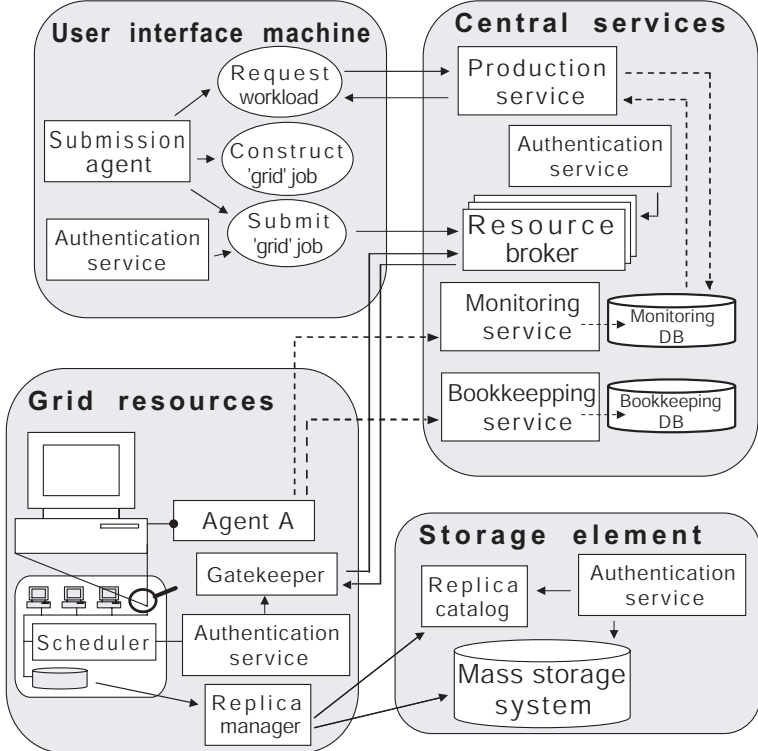 User interface machine
Request
workload
Submission
agent
Construct
'grid' job
Submit
'grid' job
Authentication
service
Central services
Production
service
Authentication
service
Resource
broker
Monitoring
service
Monitoring
DB
Bookkeepping
service
Bookkeeping
DB
Grid resources
Agent A
Gatekeeper
Scheduler
Authentication
service
Replica
manager
Storage element
Replica
catalog
Authentication
service
Mass storage
system